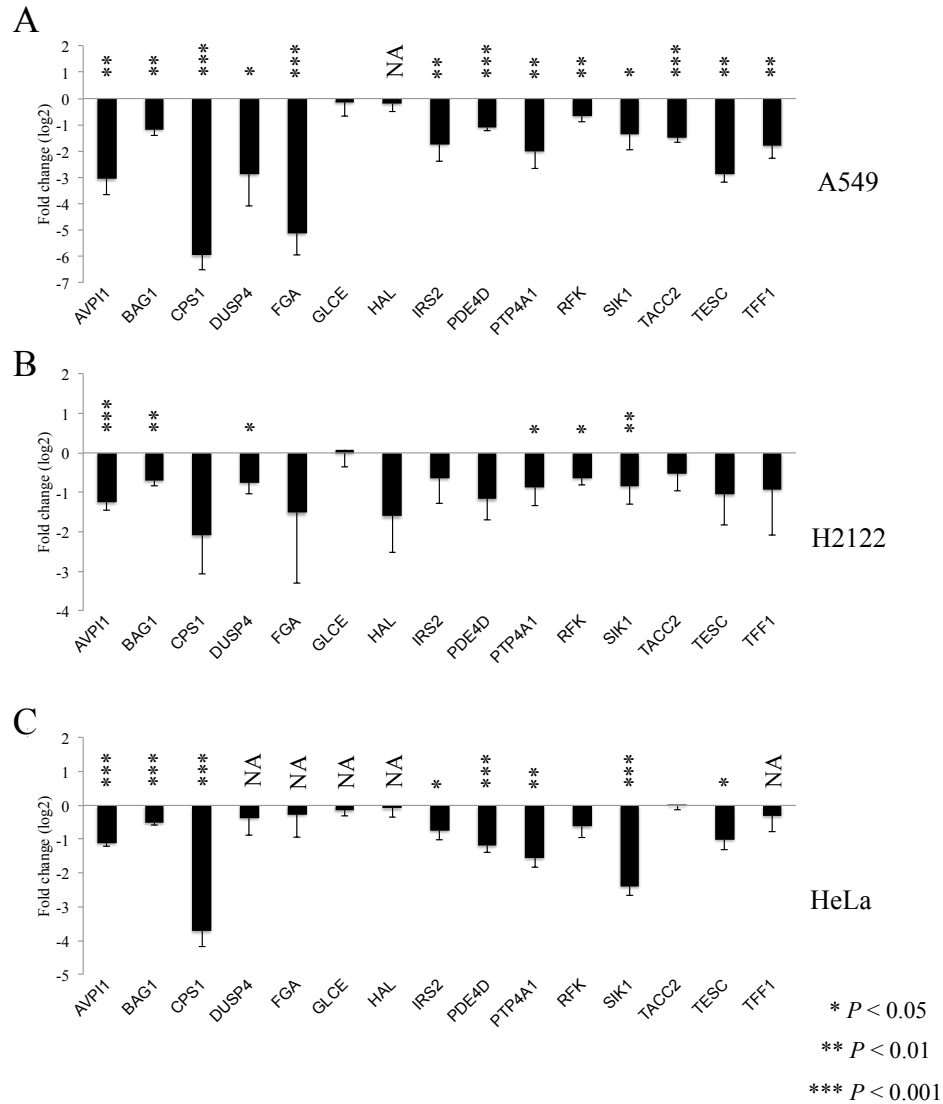 A
2
1
0
-1
-2
-3
-4
-5
-6
-7
Fold change (log2)
** ** *** * *** NA ** *** ** ** * *** ** **
AVPI1 BAG1 CPS1 DUSP4 FGA GLCE HAL IRS2 PDE4D PTP4A1 RFK SIK1 TACC2 TESC TFF1
A549
B
2
1
0
-1
-2
-3
-4
Fold change (log2)
*** ** * * * **
AVPI1 BAG1 CPS1 DUSP4 FGA GLCE HAL IRS2 PDE4D PTP4A1 RFK SIK1 TACC2 TESC TFF1
H2122
C
2
1
0
-1
-2
-3
-4
-5
Fold change (log2)
*** *** *** NA NA NA NA * *** ** *** * NA
AVPI1 BAG1 CPS1 DUSP4 FGA GLCE HAL IRS2 PDE4D PTP4A1 RFK SIK1 TACC2 TESC TFF1
HeLa
* P < 0.05
** P < 0.01
*** P < 0.001